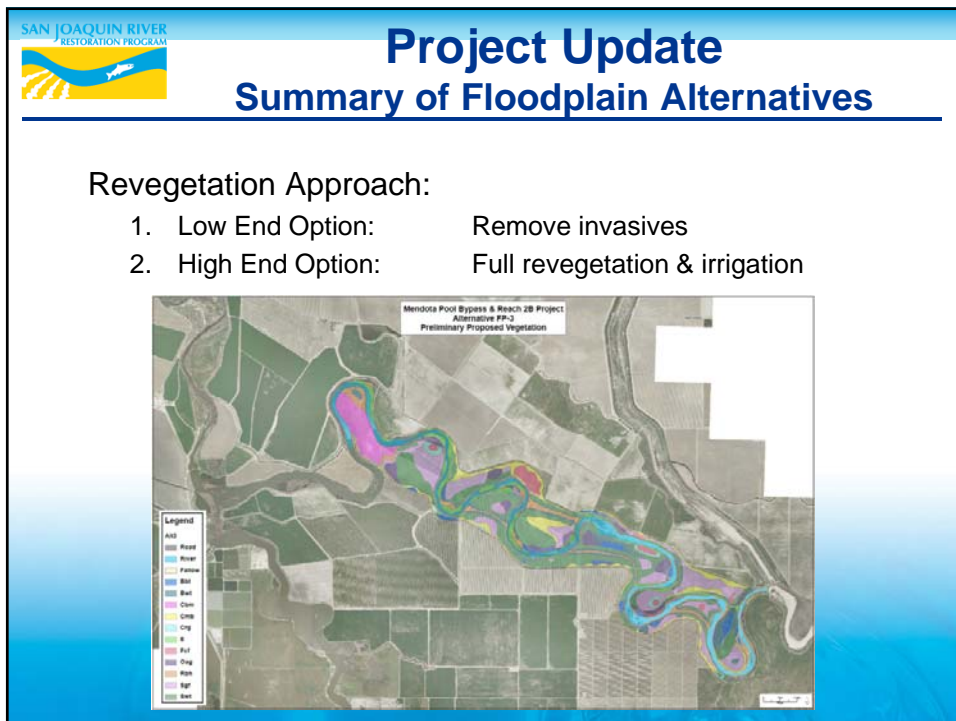 SAN JOAQUIN RIVER
RESTORATION PROGRAM
Project Update
Summary of Floodplain Alternatives
Revegetation Approach:
1. Low End Option: Remove invasives
2. High End Option: Full revegetation & irrigation
Mendota Pool Bypass & Reach 2B Project
Alternative FP-3
Preliminary Proposed Vegetation
Legend
Road
River